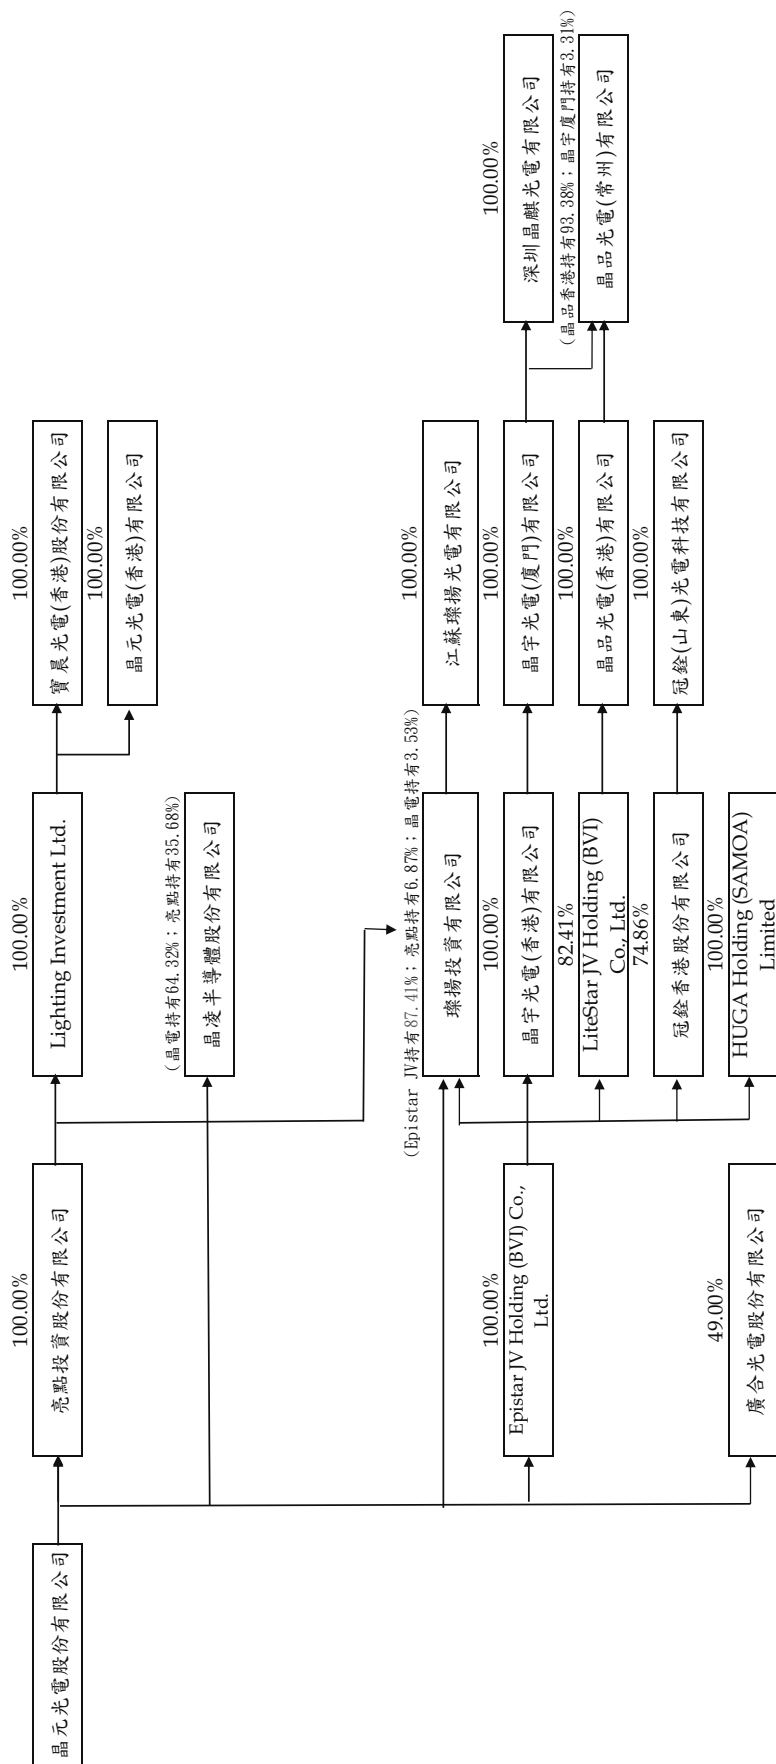 晶元光電股份有限公司
100.00%
亮點投資股份有限公司
100.00%
Epistar JV Holding (BVI) Co.,
Ltd.
49.00%
廣合光電股份有限公司
100.00%
Lighting Investment Ltd.
(晶電持有64.32%；亮點持有35.68%)
晶凌半導體股份有限公司
(Epistar JV持有87.41%；亮點持有6.87%；晶電持有3.53%)
璨揚投資有限公司
100.00%
晶宇光電(香港)有限公司
82.41%
LiteStar JV Holding (BVI)
Co., Ltd.
74.86%
冠銓香港股份有限公司
100.00%
HUGA Holding (SAMOA)
Limited
100.00%
寶晨光電(香港)股份有限公司
100.00%
晶元光電(香港)有限公司
100.00%
江蘇璨揚光電有限公司
100.00%
晶宇光電(廈門)有限公司
100.00%
晶品光電(香港)有限公司
100.00%
冠銓(山東)光電科技有限公司
100.00%
深圳晶麒光電有限公司
(晶品香港持有93.38%；晶宇廈門持有3.31%)
晶品光電(常州)有限公司